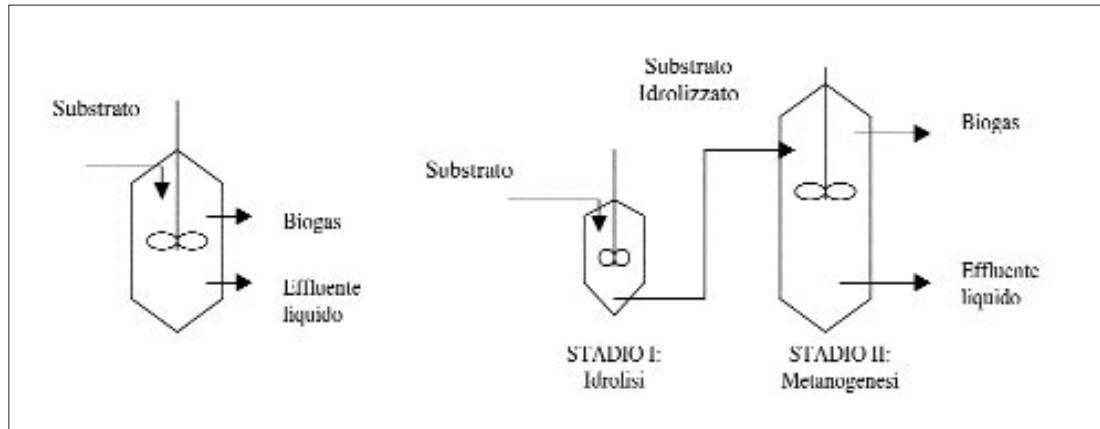 Substrato
Biogas
Effluente
liquido
Substrato
Substrato
Idrolizzato
Biogas
Effluente
liquido
STADIO I:
Idrolisi
STADIO II:
Metanogenesi